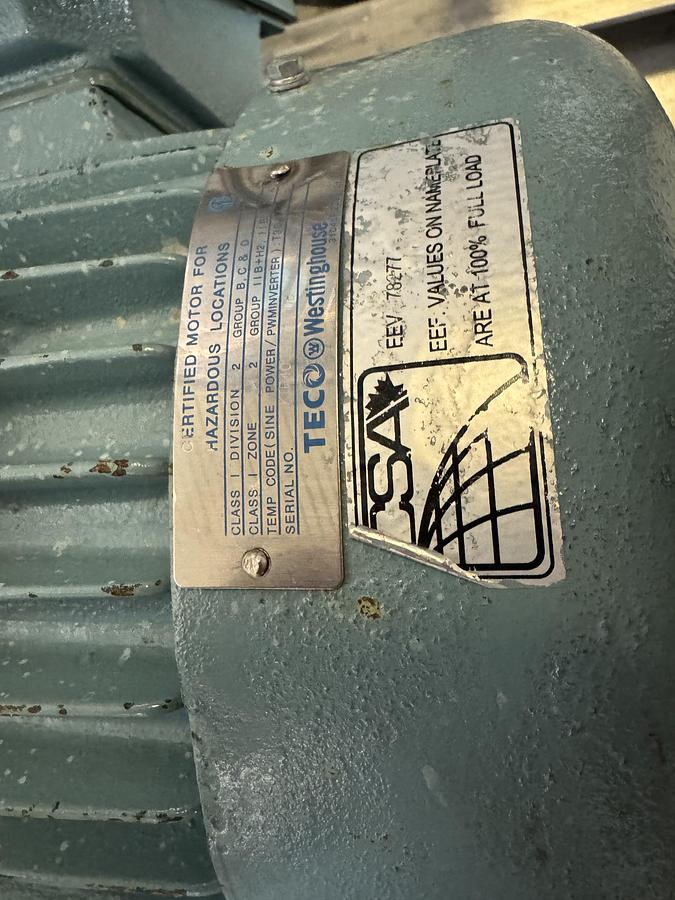 CERTIFIED MOTOR FOR
HAZARDOUS LOCATIONS
CLASS I DIVISION 2 GROUP B, C & D
CLASS I ZONE 2 GROUP IIB+H2,
TEMP CODE(SINE POWER/PWMINVERTER)
SERIAL NO.
TECO Westinghouse
EEV 78277
EEF VALUES ON NAMEPLATE
ARE AT 100% FULL LOAD
CSA